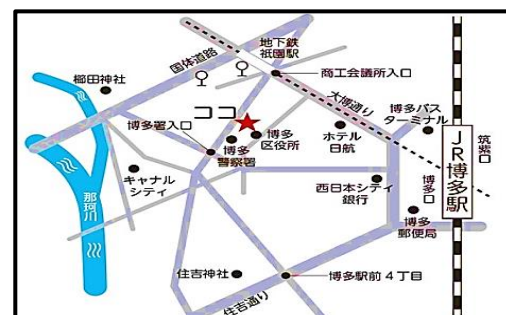 地下鉄
祇園駅
国体道路
商工会議所入口
櫛田神社
大博通り
博多バス
ターミナル
ココ
筑紫口
博多署入口
博多
区役所
ホテル
日航
博多
警察署
JR博多駅
キャナル
シティ
西日本シティ
銀行
博多口
那珂川
博多
郵便局
住吉神社
博多駅前4丁目
住吉通り